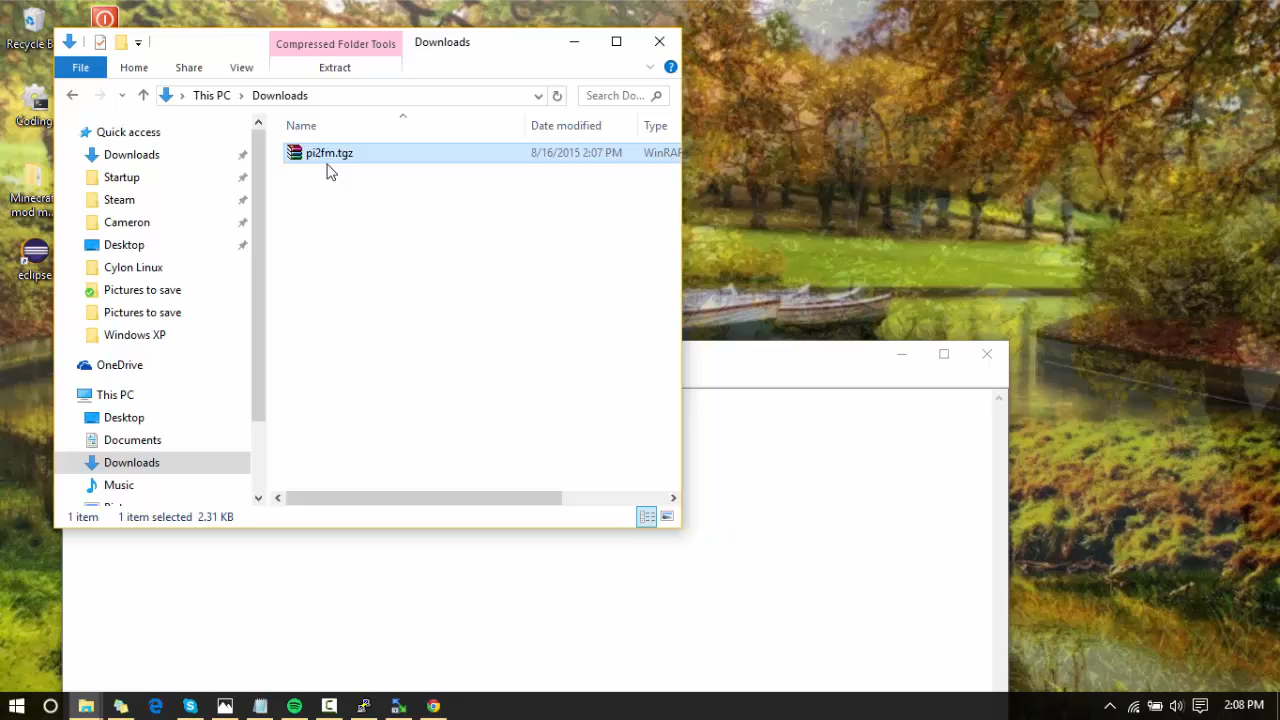 Recycle B
Coding
Minecraft
mod m...
eclipse
Compressed Folder Tools
Downloads
File
Home
Share
View
Extract
This PC
Downloads
Search Do...
Name
Date modified
Type
pi2fm.tgz
8/16/2015 2:07 PM
WinRAR
Quick access
Downloads
Startup
Steam
Cameron
Desktop
Cylon Linux
Pictures to save
Pictures to save
Windows XP
OneDrive
This PC
Desktop
Documents
Downloads
Music
1 item
1 item selected 2.31 KB
2:08 PM